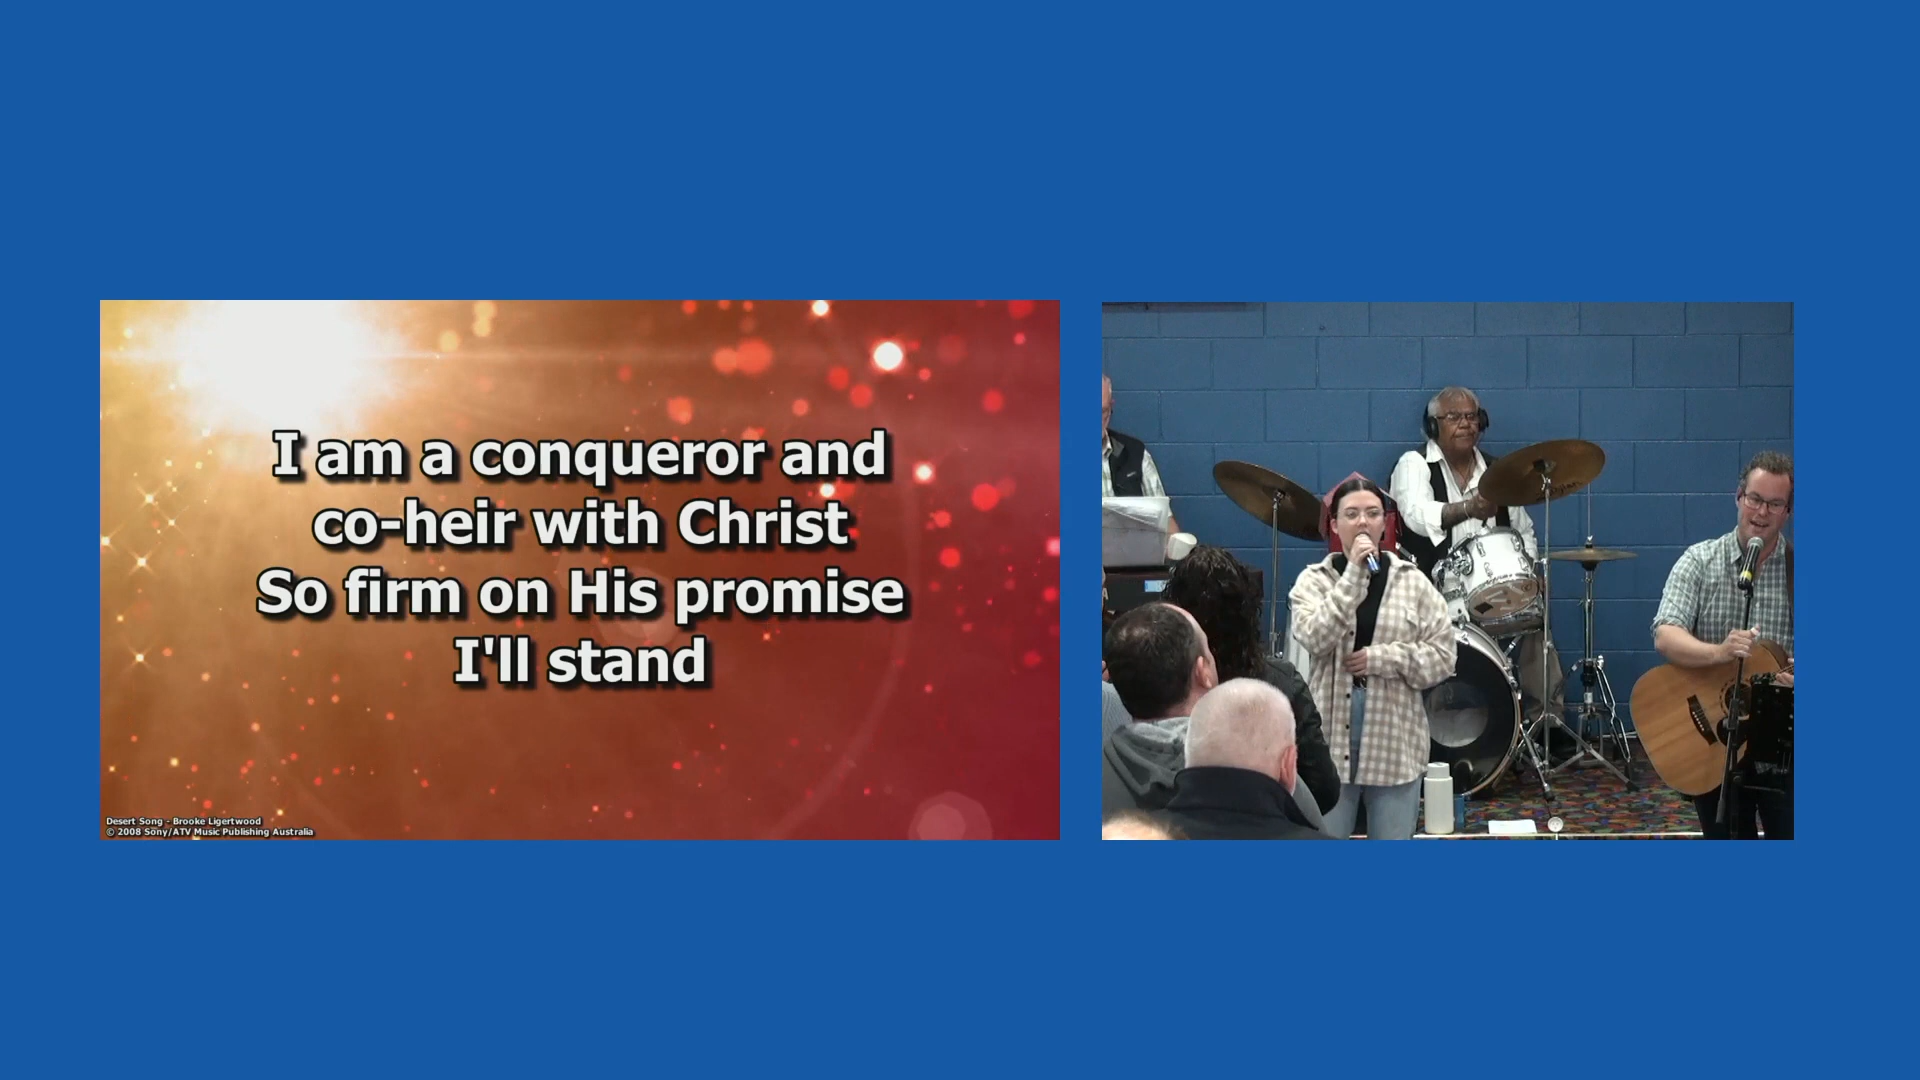 I am a conqueror and
co-heir with Christ
So firm on His promise
I'll stand
Desert Song - Brooke Ligertwood
© 2008 Sony/ATV Music Publishing Australia